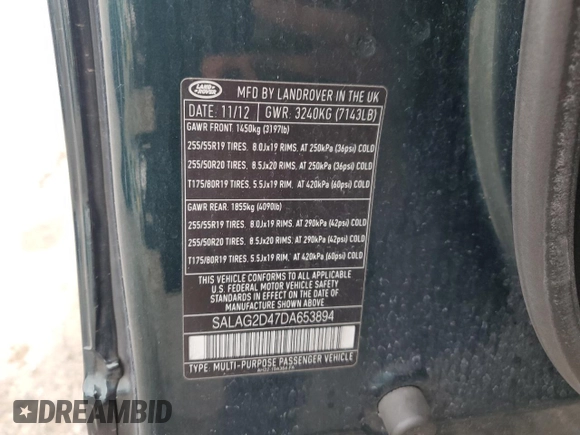 LAND ROVER
MFD BY LANDROVER IN THE UK
DATE: 11/12 GWR: 3240KG (7143LB)
GAWR FRONT: 1450kg (3197lb)
255/55R19 TIRES. 8.0Jx19 RIMS. AT 250kPa (36psi) COLD
255/50R20 TIRES. 8.5Jx20 RIMS. AT 250kPa (36psi) COLD
T175/80R19 TIRES. 5.5Jx19 RIM. AT 420kPa (60psi) COLD
GAWR REAR: 1855kg (4090lb)
255/55R19 TIRES. 8.0Jx19 RIMS. AT 290kPa (42psi) COLD
255/50R20 TIRES. 8.5Jx20 RIMS. AT 290kPa (42psi) COLD
T175/80R19 TIRES. 5.5Jx19 RIM. AT 420kPa (60psi) COLD
THIS VEHICLE CONFORMS TO ALL APPLICABLE
U.S. FEDERAL MOTOR VEHICLE SAFETY
STANDARDS IN EFFECT ON THE DATE OF
MANUFACTURE SHOWN ABOVE
SALAG2D47DA653894
TYPE: MULTI-PURPOSE PASSENGER VEHICLE
DREAMBID